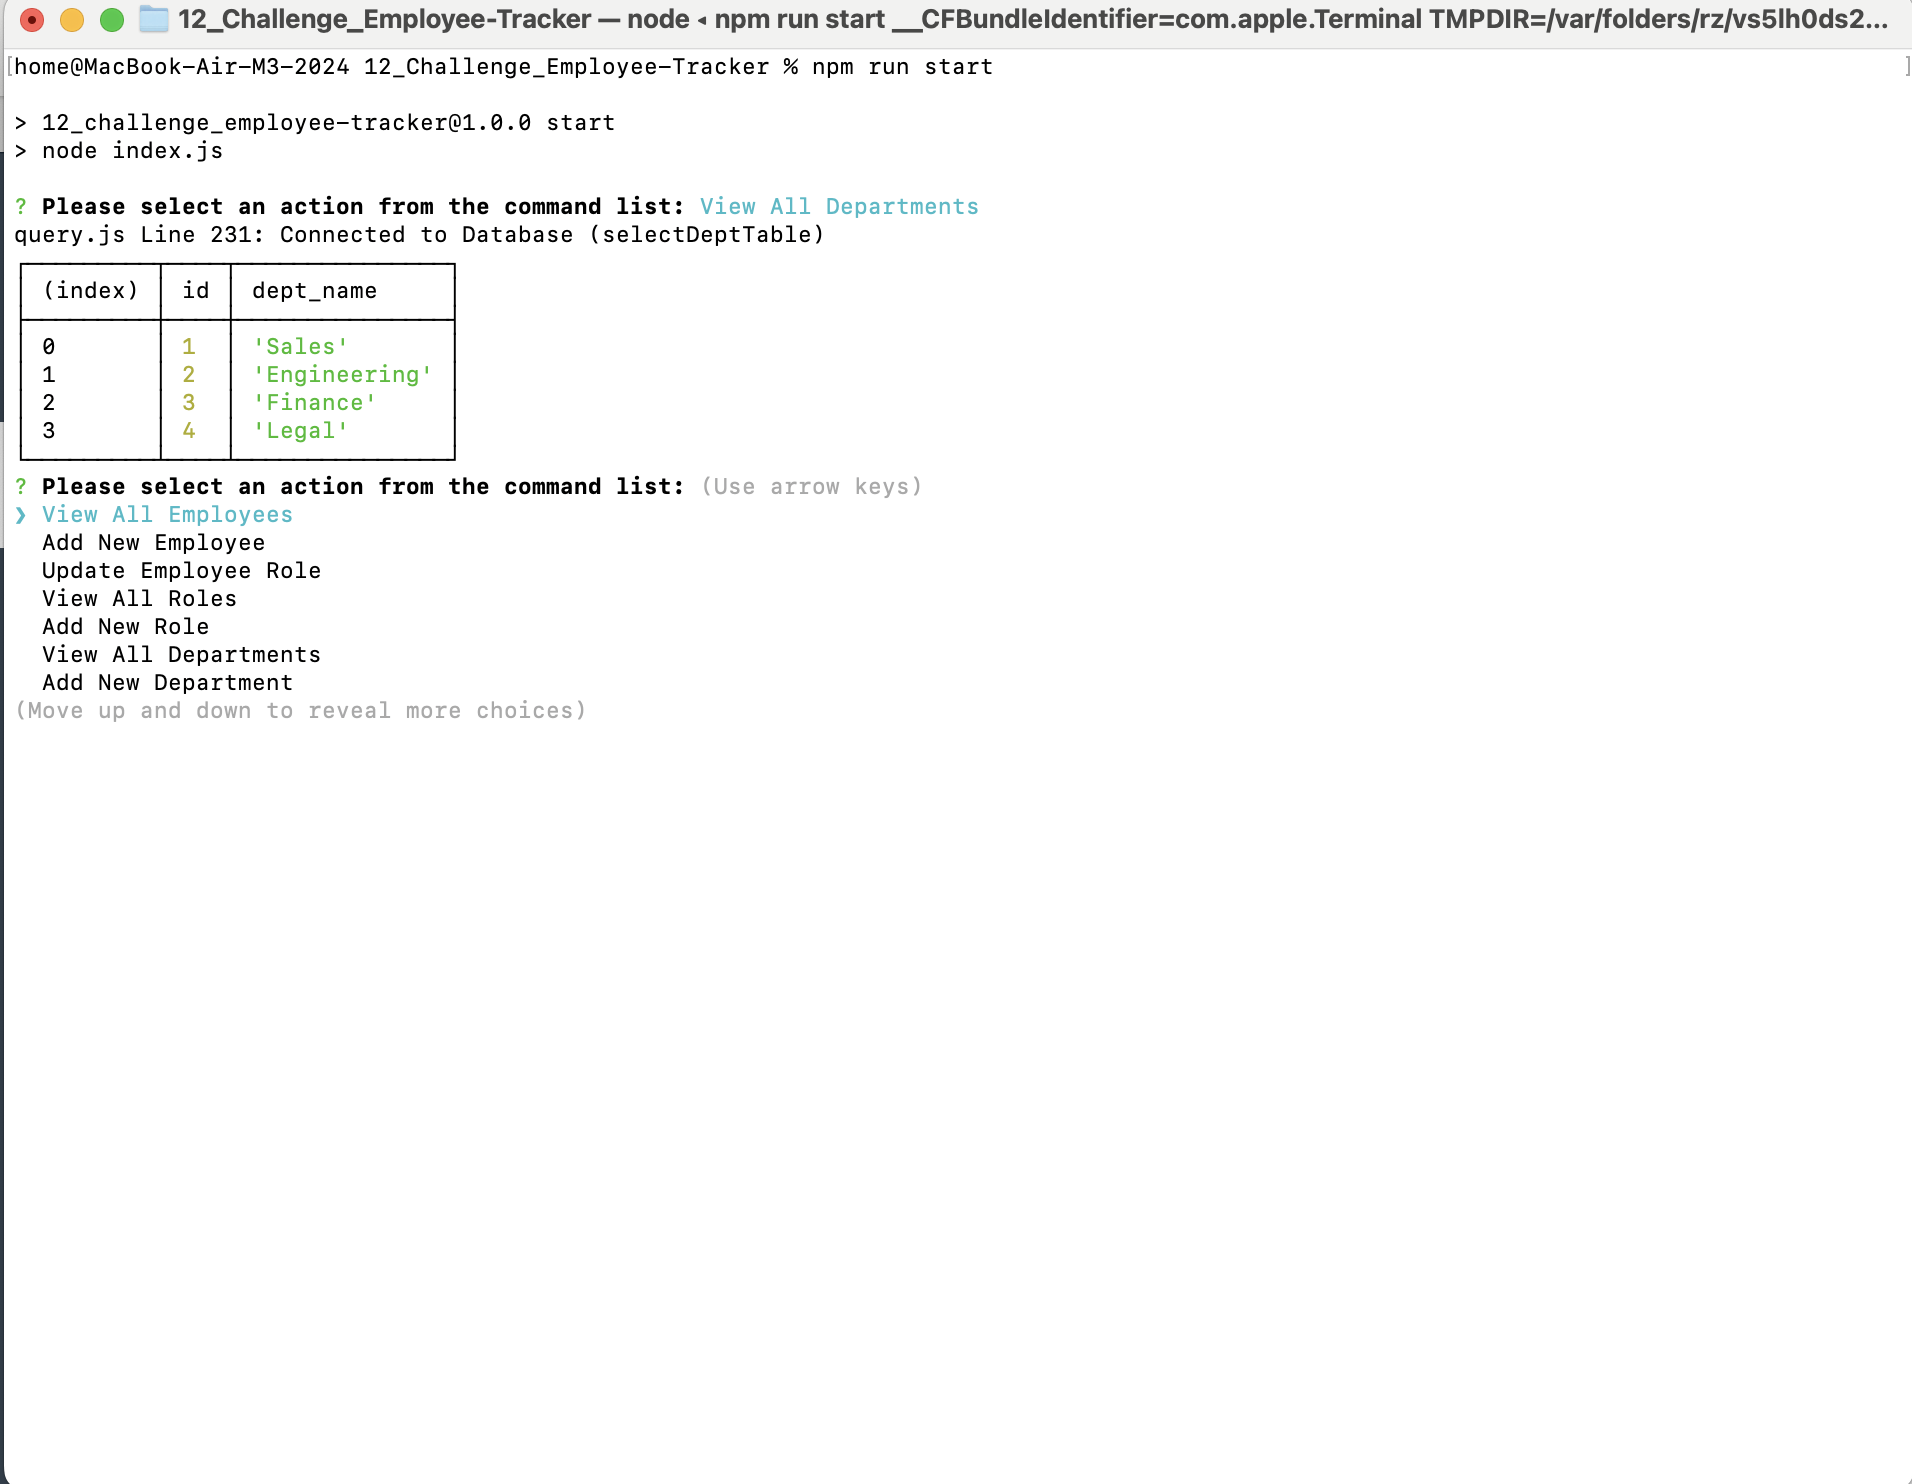 12_Challenge_Employee-Tracker — node ◂ npm run start __CFBundleIdentifier=com.apple.Terminal TMPDIR=/var/folders/rz/vs5lh0ds2...
[home@MacBook-Air-M3-2024 12_Challenge_Employee-Tracker % npm run start ]
> 12_challenge_employee-tracker@1.0.0 start
> node index.js
? Please select an action from the command list: View All Departments
query.js Line 231: Connected to Database (selectDeptTable)
(index) id dept_name
0 1 'Sales'
1 2 'Engineering'
2 3 'Finance'
3 4 'Legal'
? Please select an action from the command list: (Use arrow keys)
❯ View All Employees
Add New Employee
Update Employee Role
View All Roles
Add New Role
View All Departments
Add New Department
(Move up and down to reveal more choices)